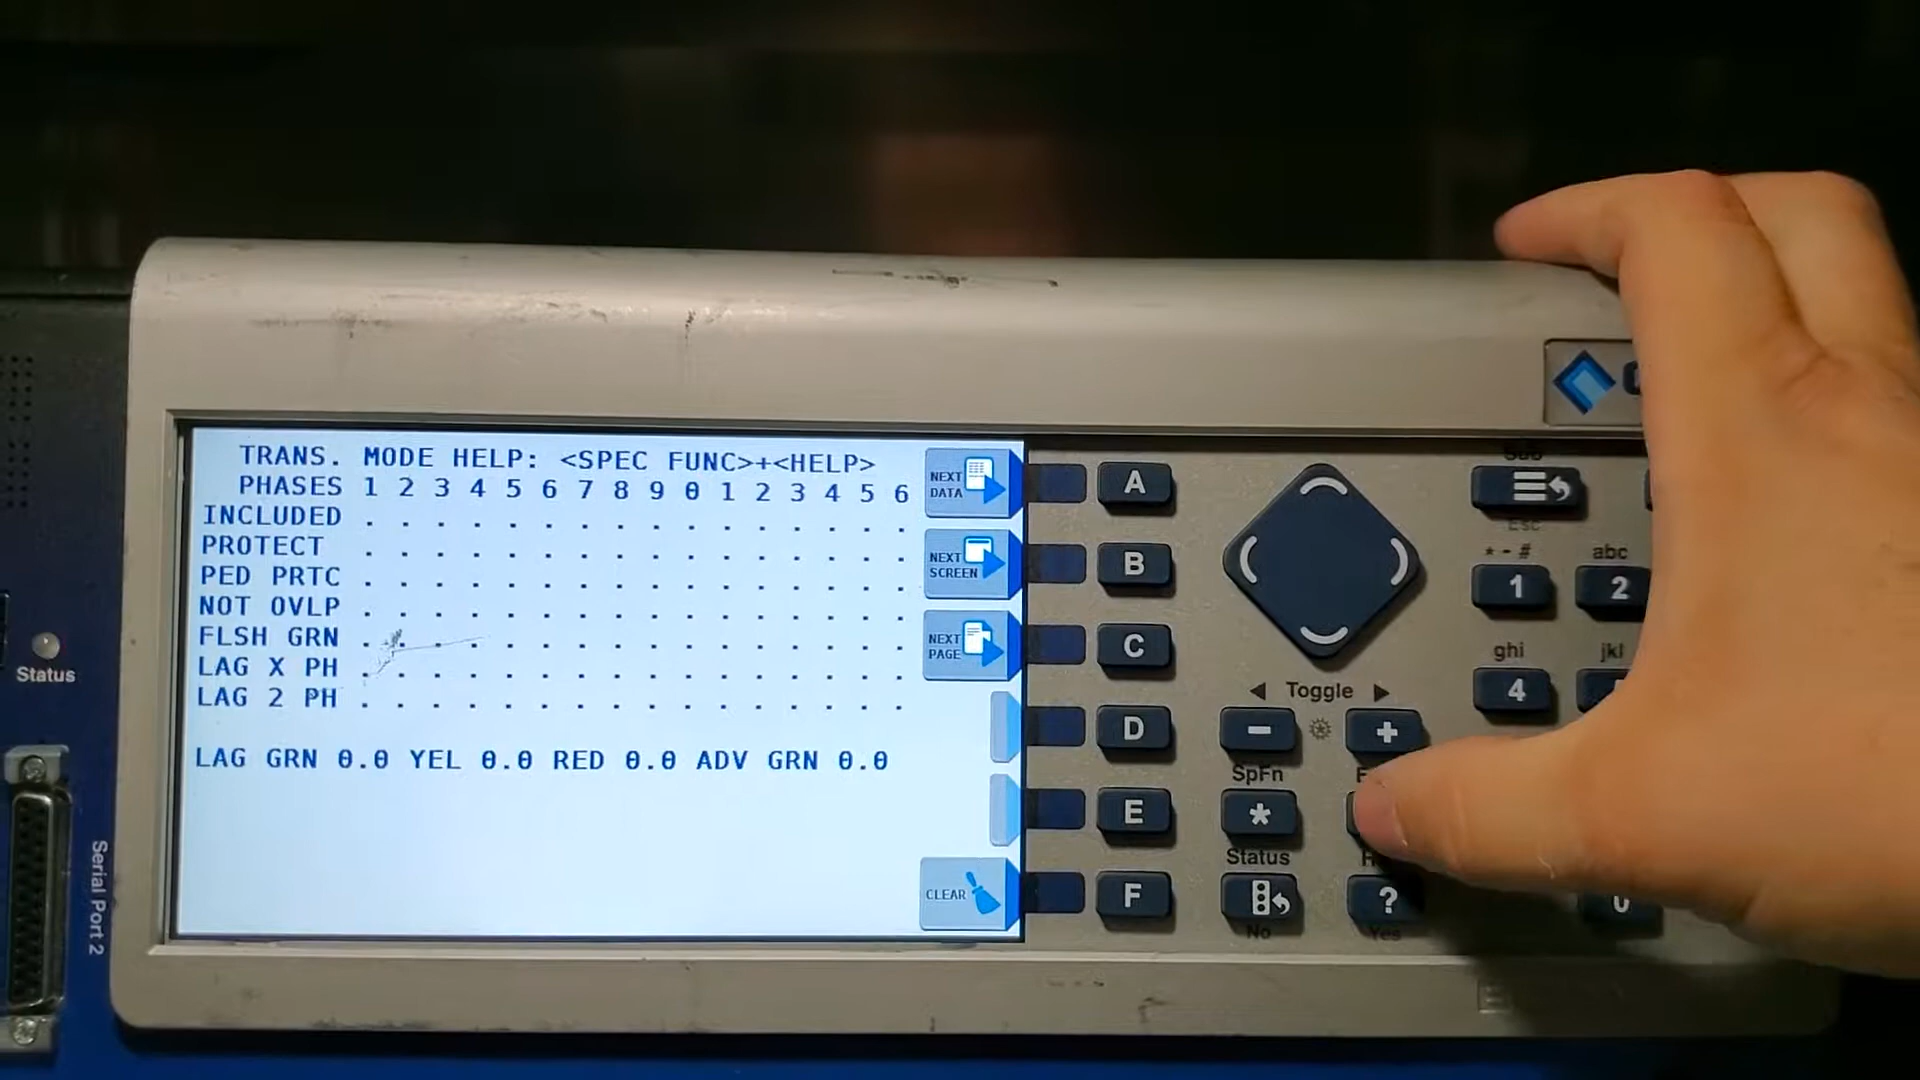 TRANS. MODE HELP: <SPEC FUNC>+<HELP>
PHASES 1 2 3 4 5 6 7 8 9 0 1 2 3 4 5 6
INCLUDED . . . . . . . . . . . . . . . .
PROTECT . . . . . . . . . . . . . . . .
PED PRTC . . . . . . . . . . . . . . . .
NOT OVLP . . . . . . . . . . . . . . . .
FLSH GRN . . . . . . . . . . . . . . . .
LAG X PH . . . . . . . . . . . . . . . .
LAG 2 PH . . . . . . . . . . . . . . . .
LAG GRN 0.0 YEL 0.0 RED 0.0 ADV GRN 0.0
NEXT
DATA
NEXT
SCREEN
NEXT
PAGE
CLEAR
A
B
C
D
E
F
Toggle
- +
SpFn
*
Status
?
No
Yes
Sub
Esc
* - # abc
1 2
ghi jkl
4
0
Status
Serial Port 2